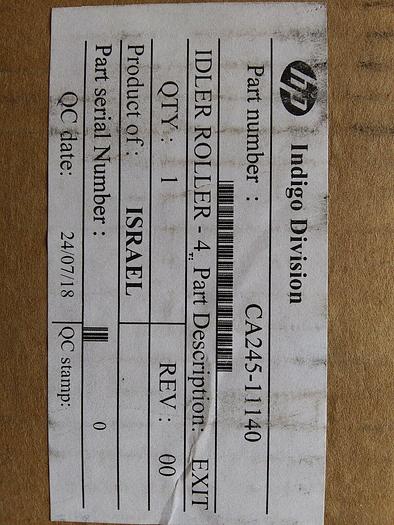 hp Indigo Division
Part number : CA245-11140
IDLER ROLLER - 4 Part Description: EXIT
QTY : 1 REV : 00
Product of : ISRAEL
Part serial Number : 0
QC date: 24/07/18 QC stamp: